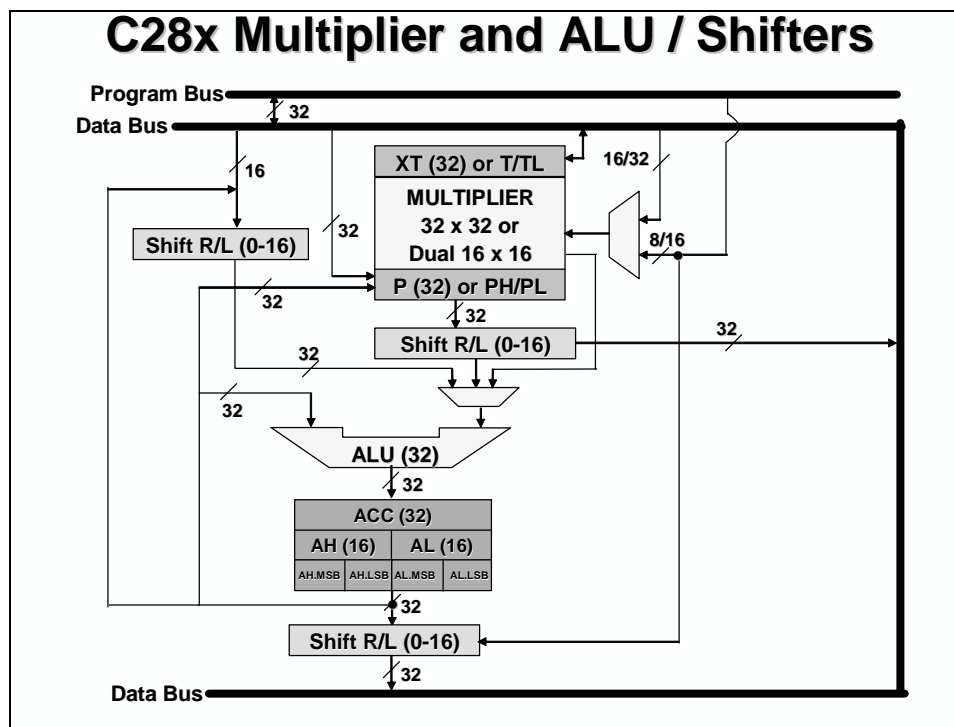 C28x Multiplier and ALU / Shifters
Program Bus
32
Data Bus
16
XT (32) or T/TL
16/32
MULTIPLIER
32 x 32 or
Dual 16 x 16
32
8/16
Shift R/L (0-16)
P (32) or PH/PL
32
32
Shift R/L (0-16)
32
32
32
ALU (32)
32
ACC (32)
AH (16)
AL (16)
AH.MSB
AH.LSB
AL.MSB
AL.LSB
32
Shift R/L (0-16)
32
Data Bus